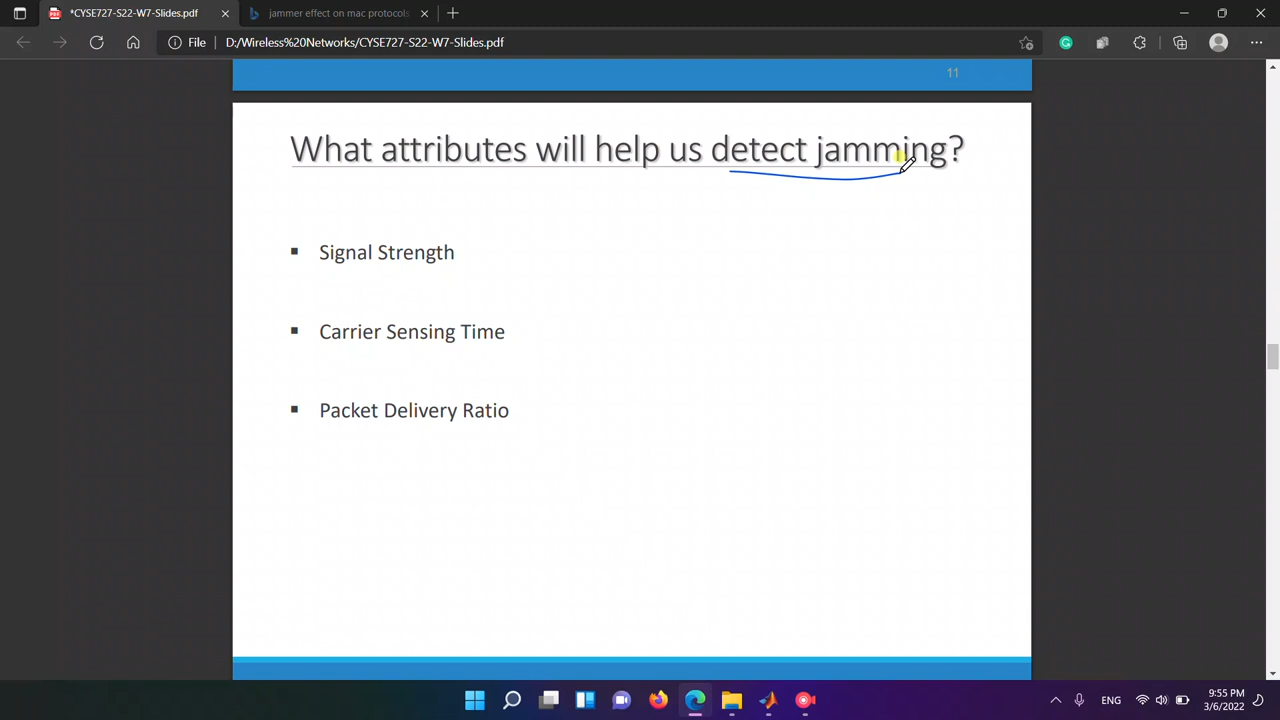 *CYSE727-S22-W7-Slides.pdf
jammer effect on mac protocols
File
D:/Wireless%20Networks/CYSE727-S22-W7-Slides.pdf
11
What attributes will help us detect jamming?
▪ Signal Strength
▪ Carrier Sensing Time
▪ Packet Delivery Ratio
ENG
9:55 PM
3/6/2022